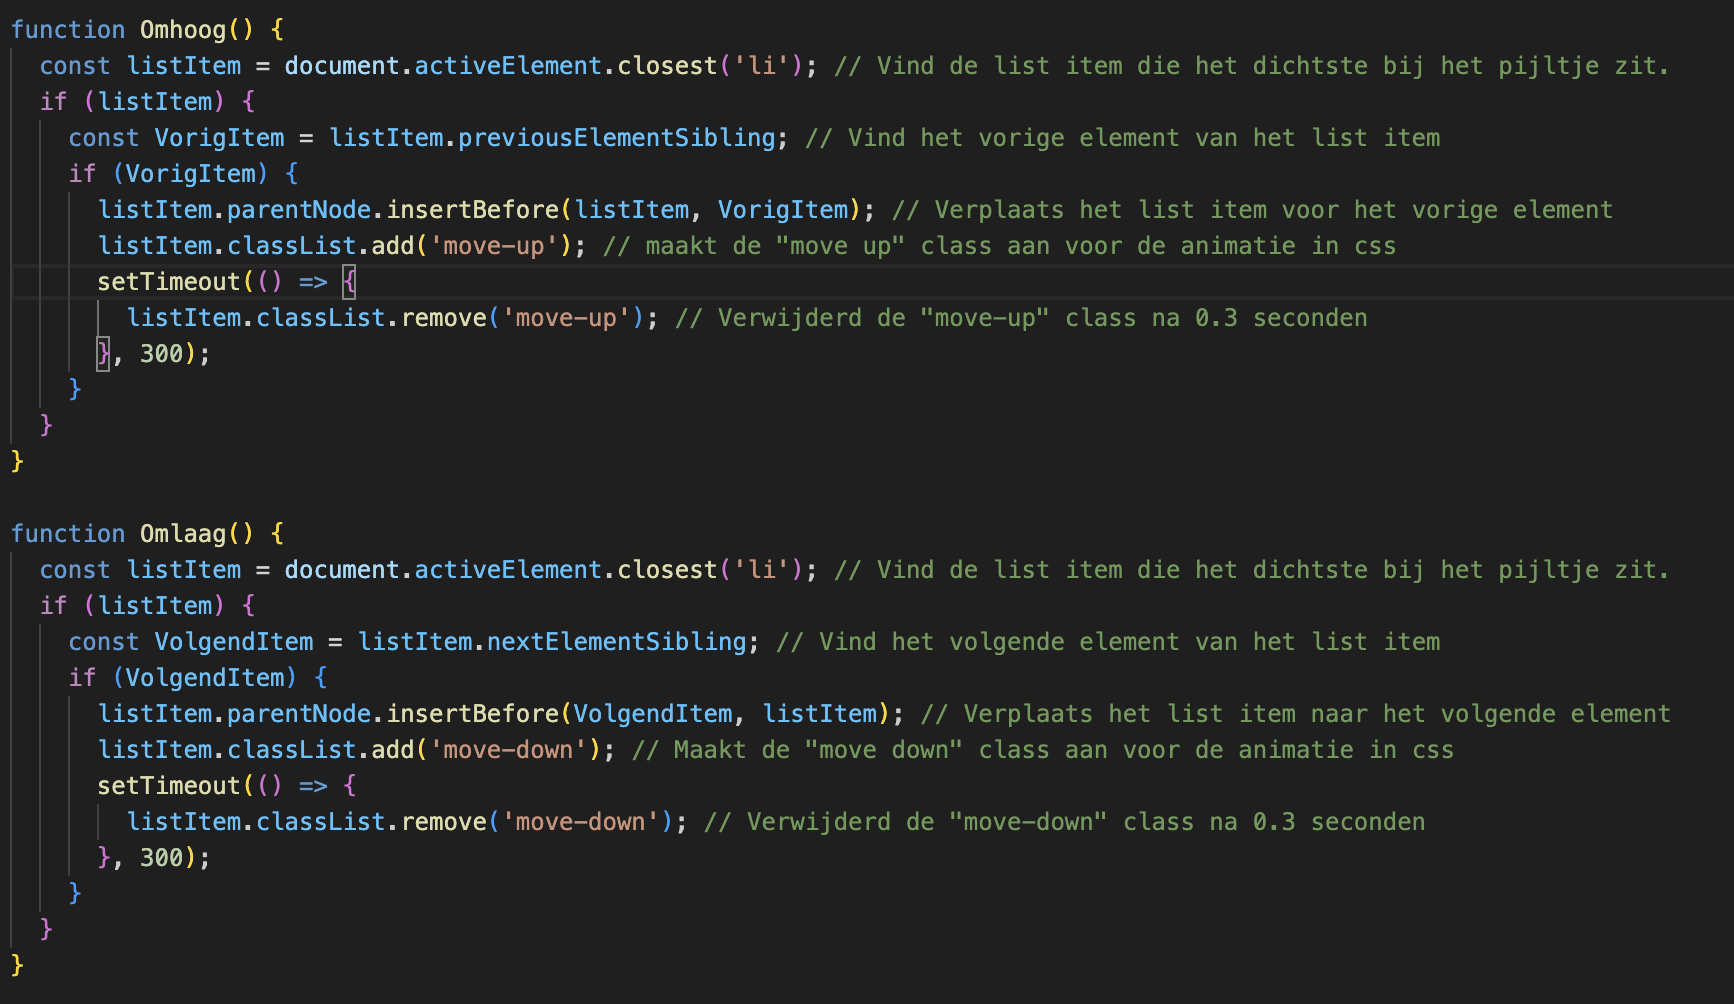 function Omhoog() {
  const listItem = document.activeElement.closest('li'); // Vind de list item die het dichtste bij het pijltje zit.
  if (listItem) {
    const VorigItem = listItem.previousElementSibling; // Vind het vorige element van het list item
    if (VorigItem) {
      listItem.parentNode.insertBefore(listItem, VorigItem); // Verplaats het list item voor het vorige element
      listItem.classList.add('move-up'); // maakt de "move up" class aan voor de animatie in css
      setTimeout(() => {
        listItem.classList.remove('move-up'); // Verwijderd de "move-up" class na 0.3 seconden
      }, 300);
    }
  }
}

function Omlaag() {
  const listItem = document.activeElement.closest('li'); // Vind de list item die het dichtste bij het pijltje zit.
  if (listItem) {
    const VolgendItem = listItem.nextElementSibling; // Vind het volgende element van het list item
    if (VolgendItem) {
      listItem.parentNode.insertBefore(VolgendItem, listItem); // Verplaats het list item naar het volgende element
      listItem.classList.add('move-down'); // Maakt de "move down" class aan voor de animatie in css
      setTimeout(() => {
        listItem.classList.remove('move-down'); // Verwijderd de "move-down" class na 0.3 seconden
      }, 300);
    }
  }
}